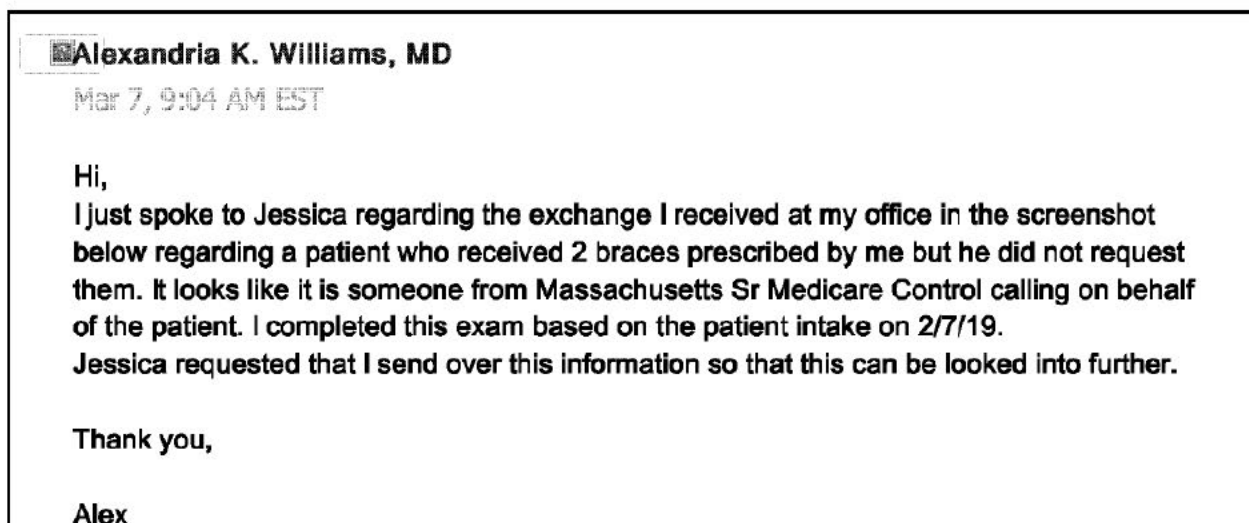 Alexandria K. Williams, MD
Mar 7, 9:04 AM EST
Hi,
I just spoke to Jessica regarding the exchange I received at my office in the screenshot
below regarding a patient who received 2 braces prescribed by me but he did not request
them. It looks like it is someone from Massachusetts Sr Medicare Control calling on behalf
of the patient. I completed this exam based on the patient intake on 2/7/19.
Jessica requested that I send over this information so that this can be looked into further.
Thank you,
Alex